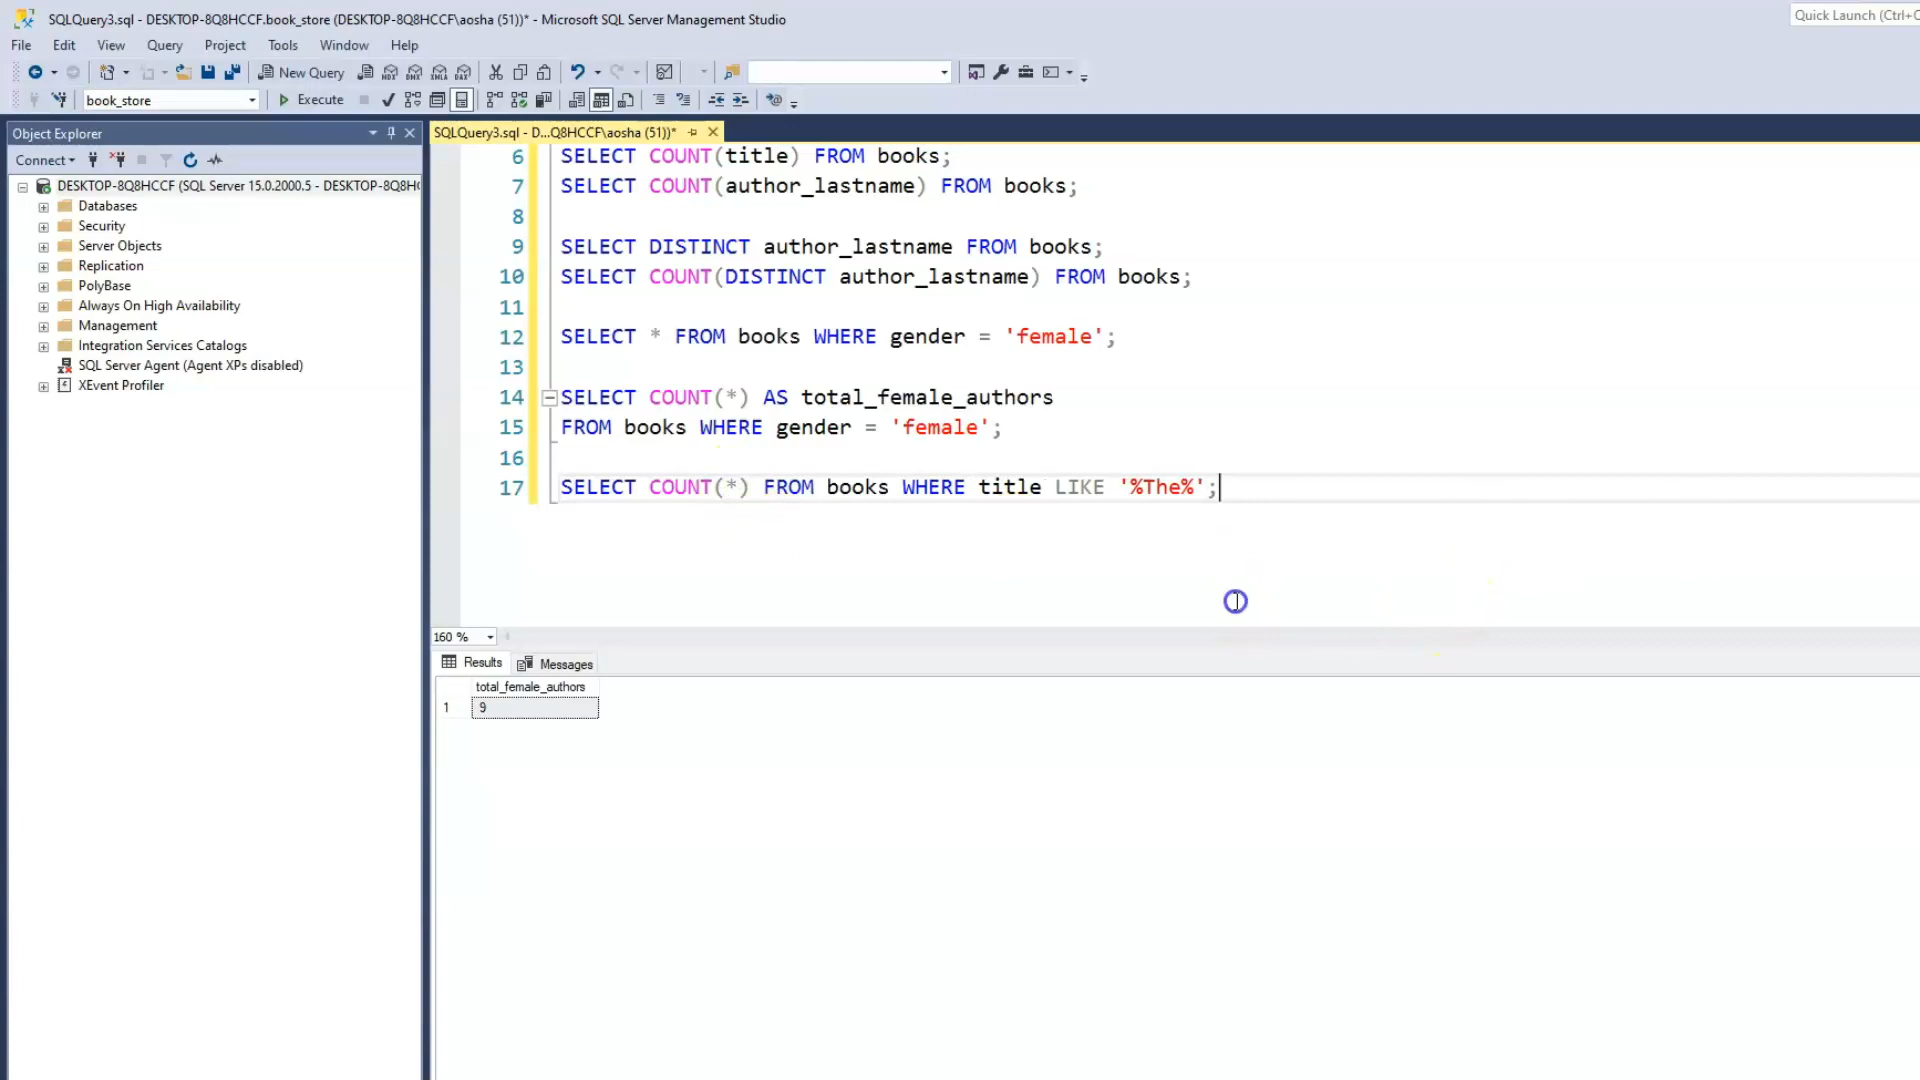 SQLQuery3.sql - DESKTOP-8Q8HCCF.book_store (DESKTOP-8Q8HCCF\aosha (51))* - Microsoft SQL Server Management Studio
Quick Launch (Ctrl+
File Edit View Query Project Tools Window Help
New Query
book_store
Execute
Object Explorer
SQLQuery3.sql - D...Q8HCCF\aosha (51))*
Connect
DESKTOP-8Q8HCCF (SQL Server 15.0.2000.5 - DESKTOP-8Q8H
Databases
Security
Server Objects
Replication
PolyBase
Always On High Availability
Management
Integration Services Catalogs
SQL Server Agent (Agent XPs disabled)
XEvent Profiler
6 SELECT COUNT(title) FROM books;
7 SELECT COUNT(author_lastname) FROM books;
8
9 SELECT DISTINCT author_lastname FROM books;
10 SELECT COUNT(DISTINCT author_lastname) FROM books;
11
12 SELECT * FROM books WHERE gender = 'female';
13
14 SELECT COUNT(*) AS total_female_authors
15 FROM books WHERE gender = 'female';
16
17 SELECT COUNT(*) FROM books WHERE title LIKE '%The%';
160 %
Results Messages
total_female_authors
1 9